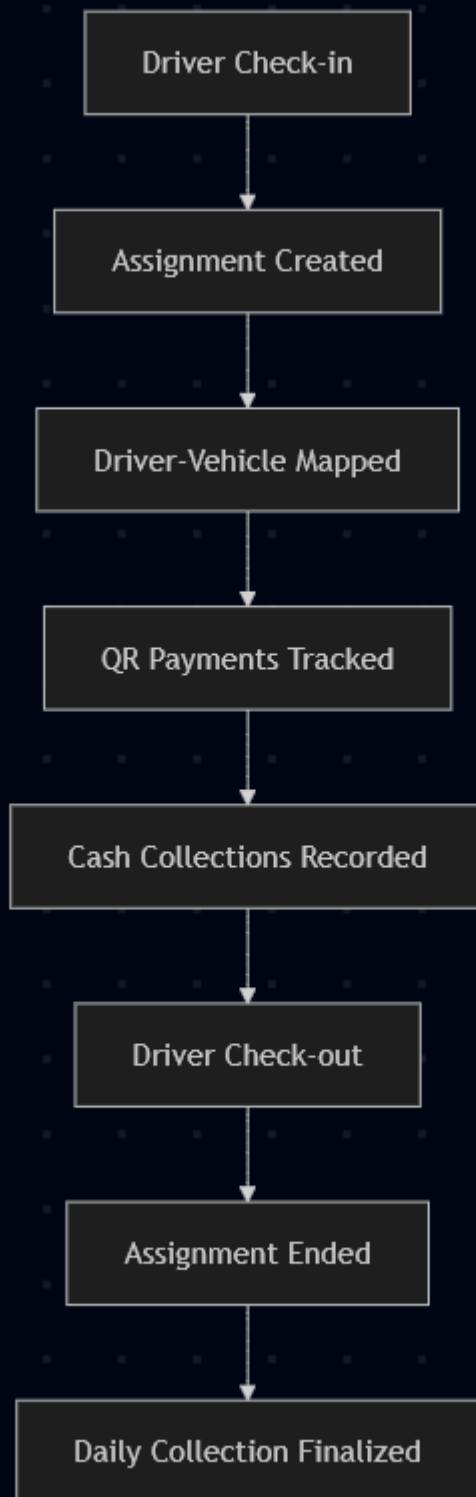 Driver Check-in
Assignment Created
Driver-Vehicle Mapped
QR Payments Tracked
Cash Collections Recorded
Driver Check-out
Assignment Ended
Daily Collection Finalized